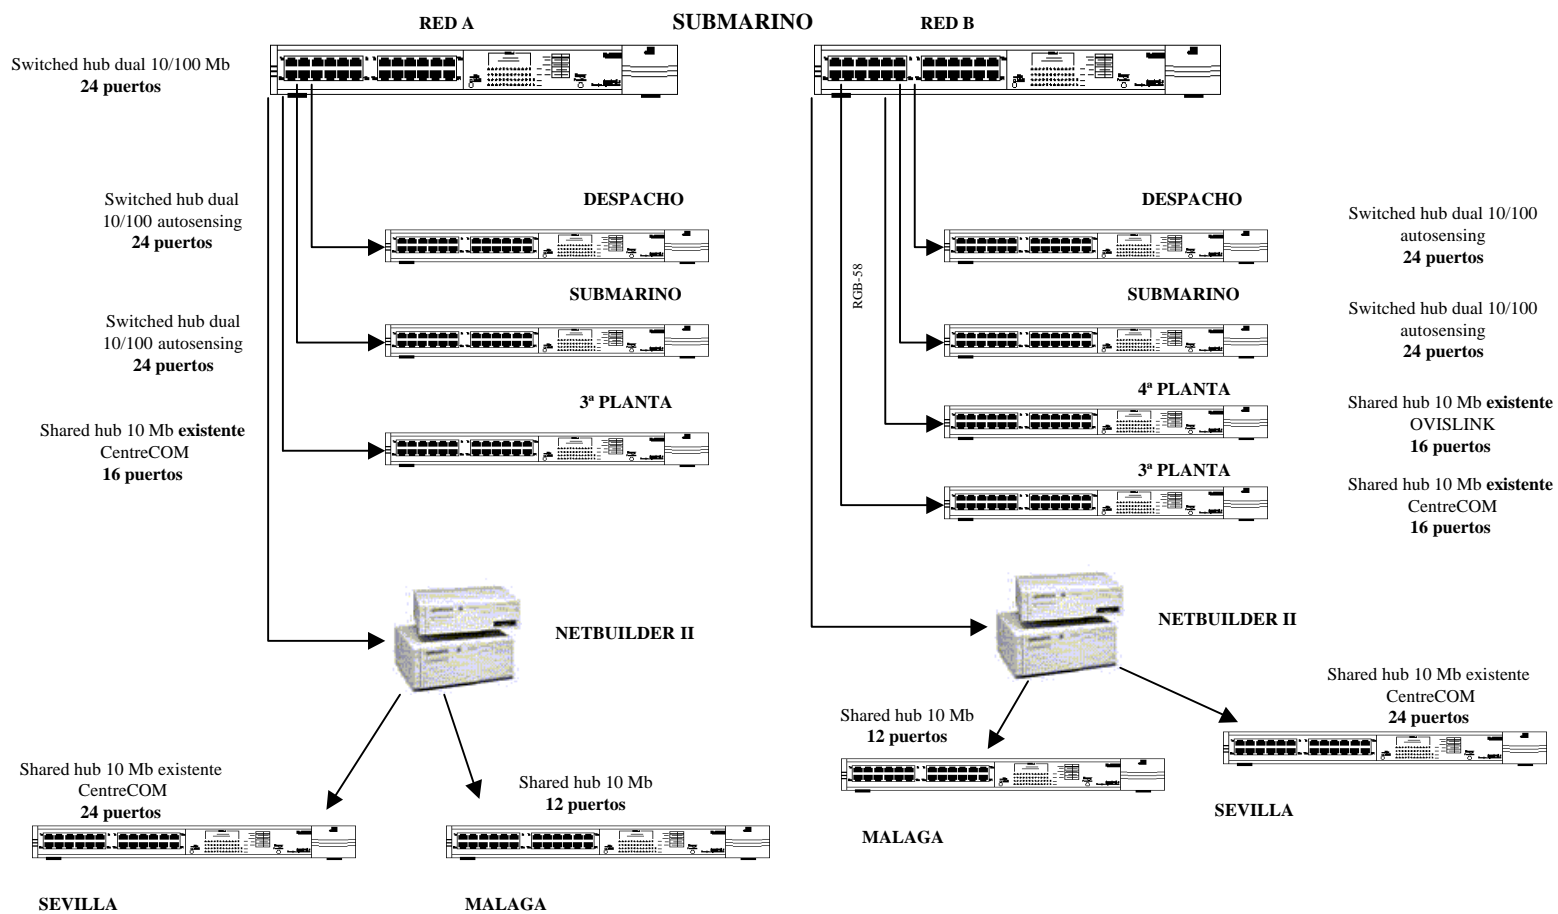 SUBMARINO
RED A
RED B
Switched hub dual 10/100 Mb
24 puertos
Switched hub dual
10/100 autosensing
24 puertos
DESPACHO
Switched hub dual
10/100 autosensing
24 puertos
SUBMARINO
Shared hub 10 Mb existente
CentreCOM
16 puertos
3ª PLANTA
NETBUILDER II
Shared hub 10 Mb existente
CentreCOM
24 puertos
SEVILLA
Shared hub 10 Mb
12 puertos
MALAGA
RGB-58
DESPACHO
Switched hub dual 10/100
autosensing
24 puertos
SUBMARINO
Switched hub dual 10/100
autosensing
24 puertos
4ª PLANTA
Shared hub 10 Mb existente
OVISLINK
16 puertos
3ª PLANTA
Shared hub 10 Mb existente
CentreCOM
16 puertos
NETBUILDER II
Shared hub 10 Mb
12 puertos
MALAGA
Shared hub 10 Mb existente
CentreCOM
24 puertos
SEVILLA